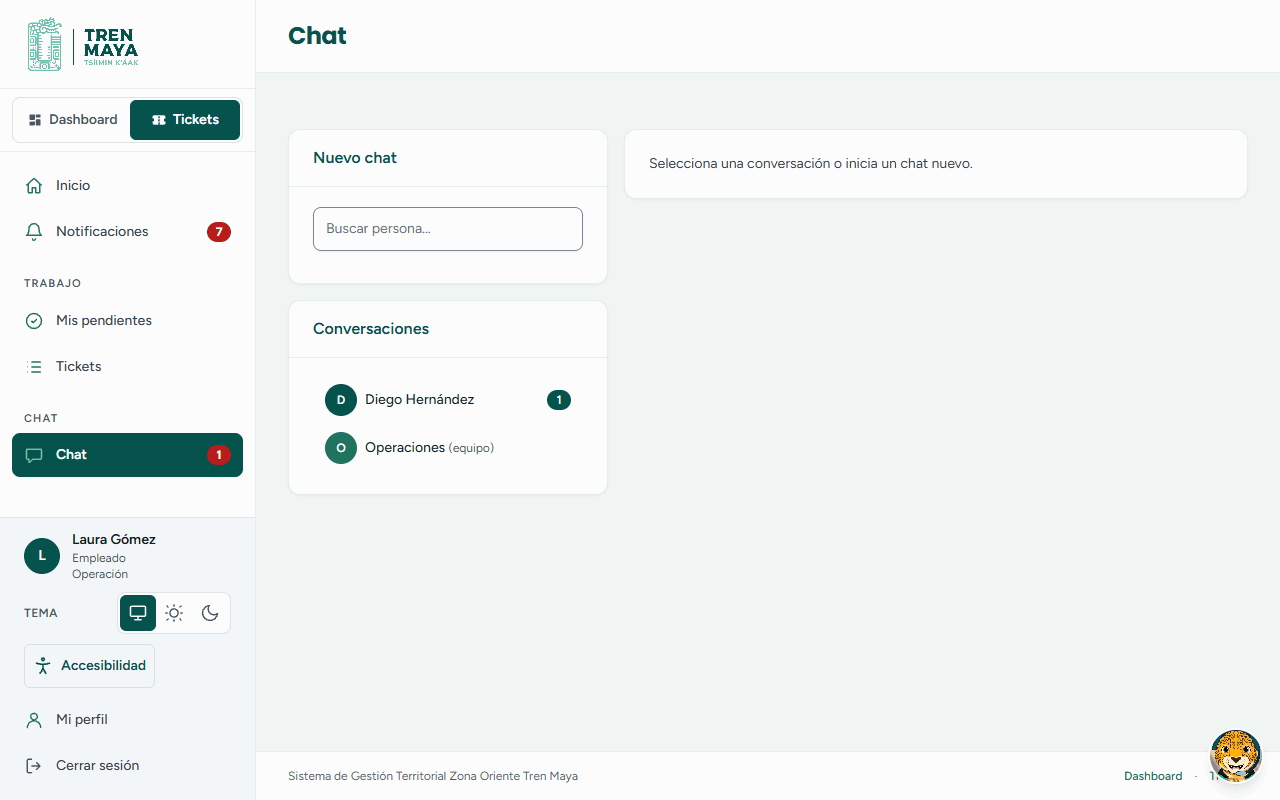 TREN
MAYA
TSÍIMIN K'ÁAK
Dashboard
Tickets
Inicio
Notificaciones 7
TRABAJO
Mis pendientes
Tickets
CHAT
Chat 1
L
Laura Gómez
Empleado
Operación
TEMA
Accesibilidad
Mi perfil
Cerrar sesión
Chat
Nuevo chat
Buscar persona...
Conversaciones
D Diego Hernández 1
O Operaciones (equipo)
Selecciona una conversación o inicia un chat nuevo.
Sistema de Gestión Territorial Zona Oriente Tren Maya
Dashboard ·